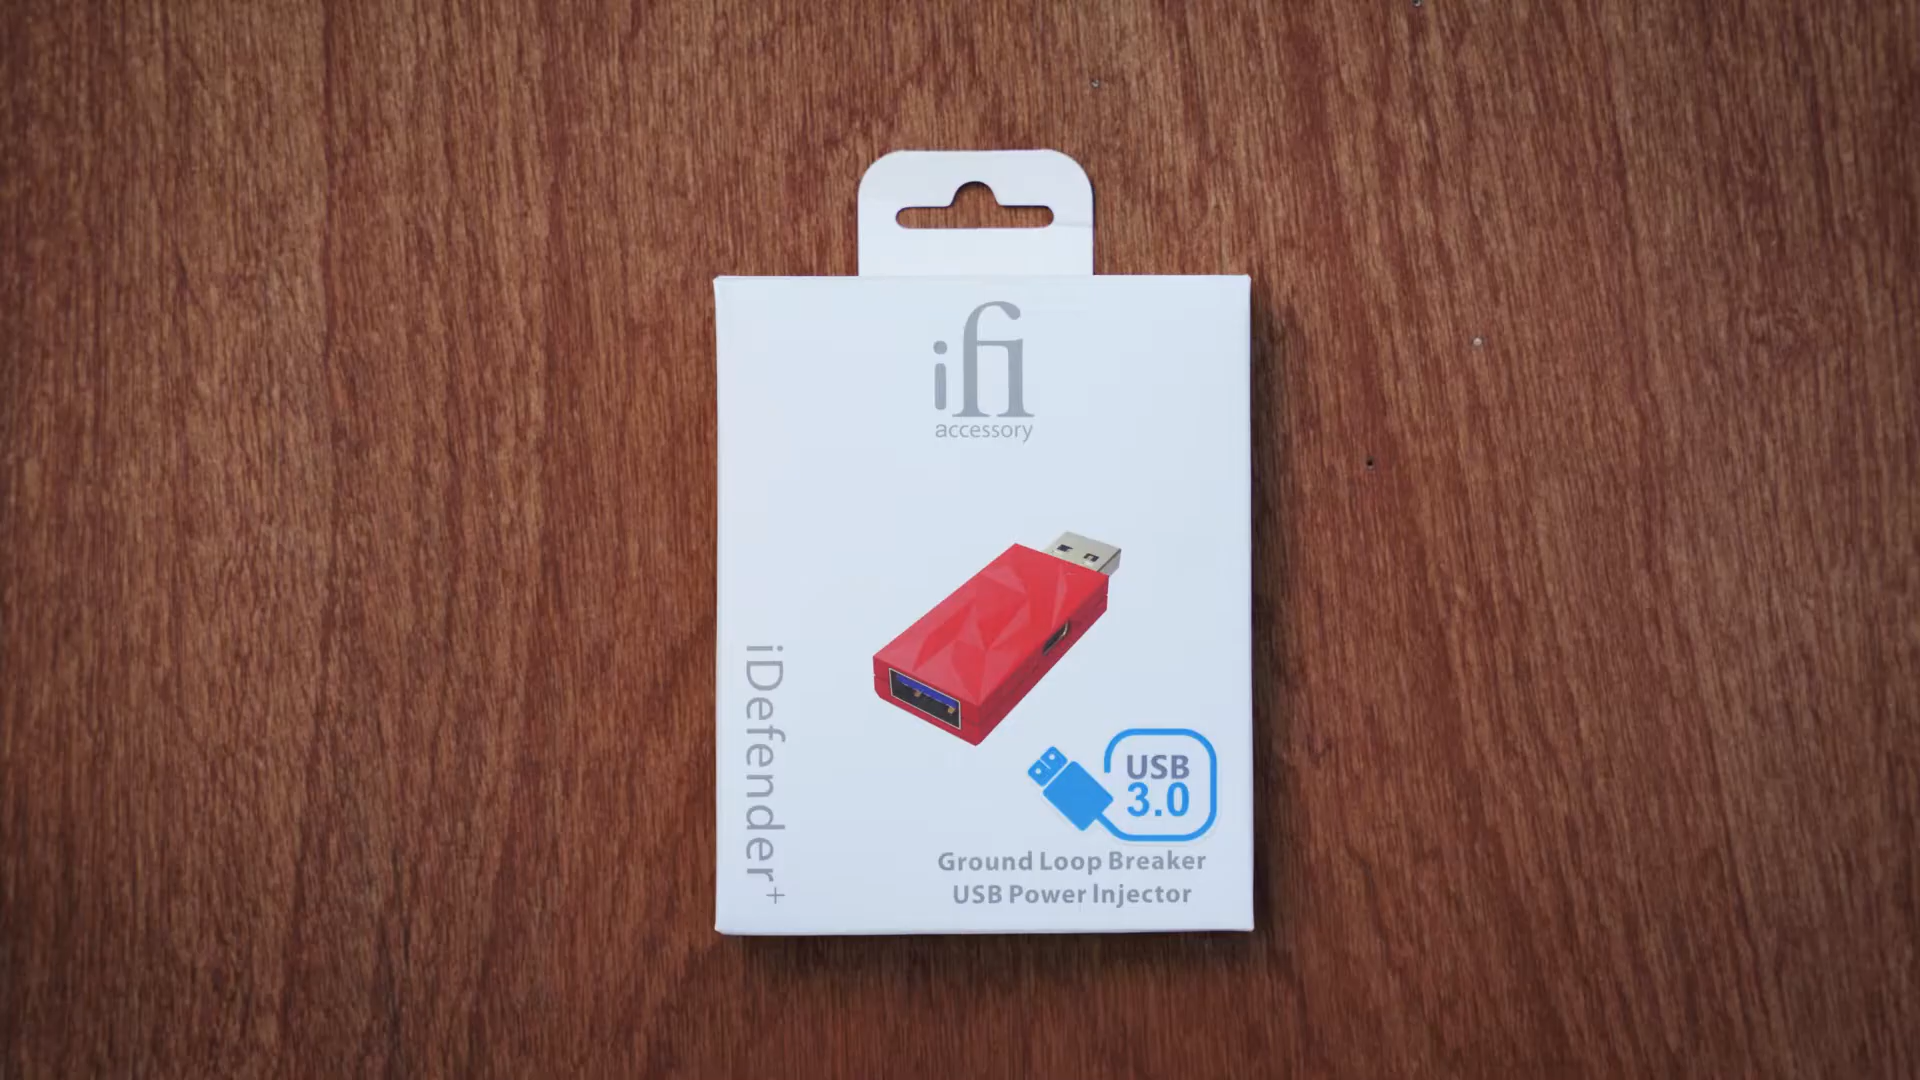 ifi
accessory
iDefender+
USB
3.0
Ground Loop Breaker
USB Power Injector